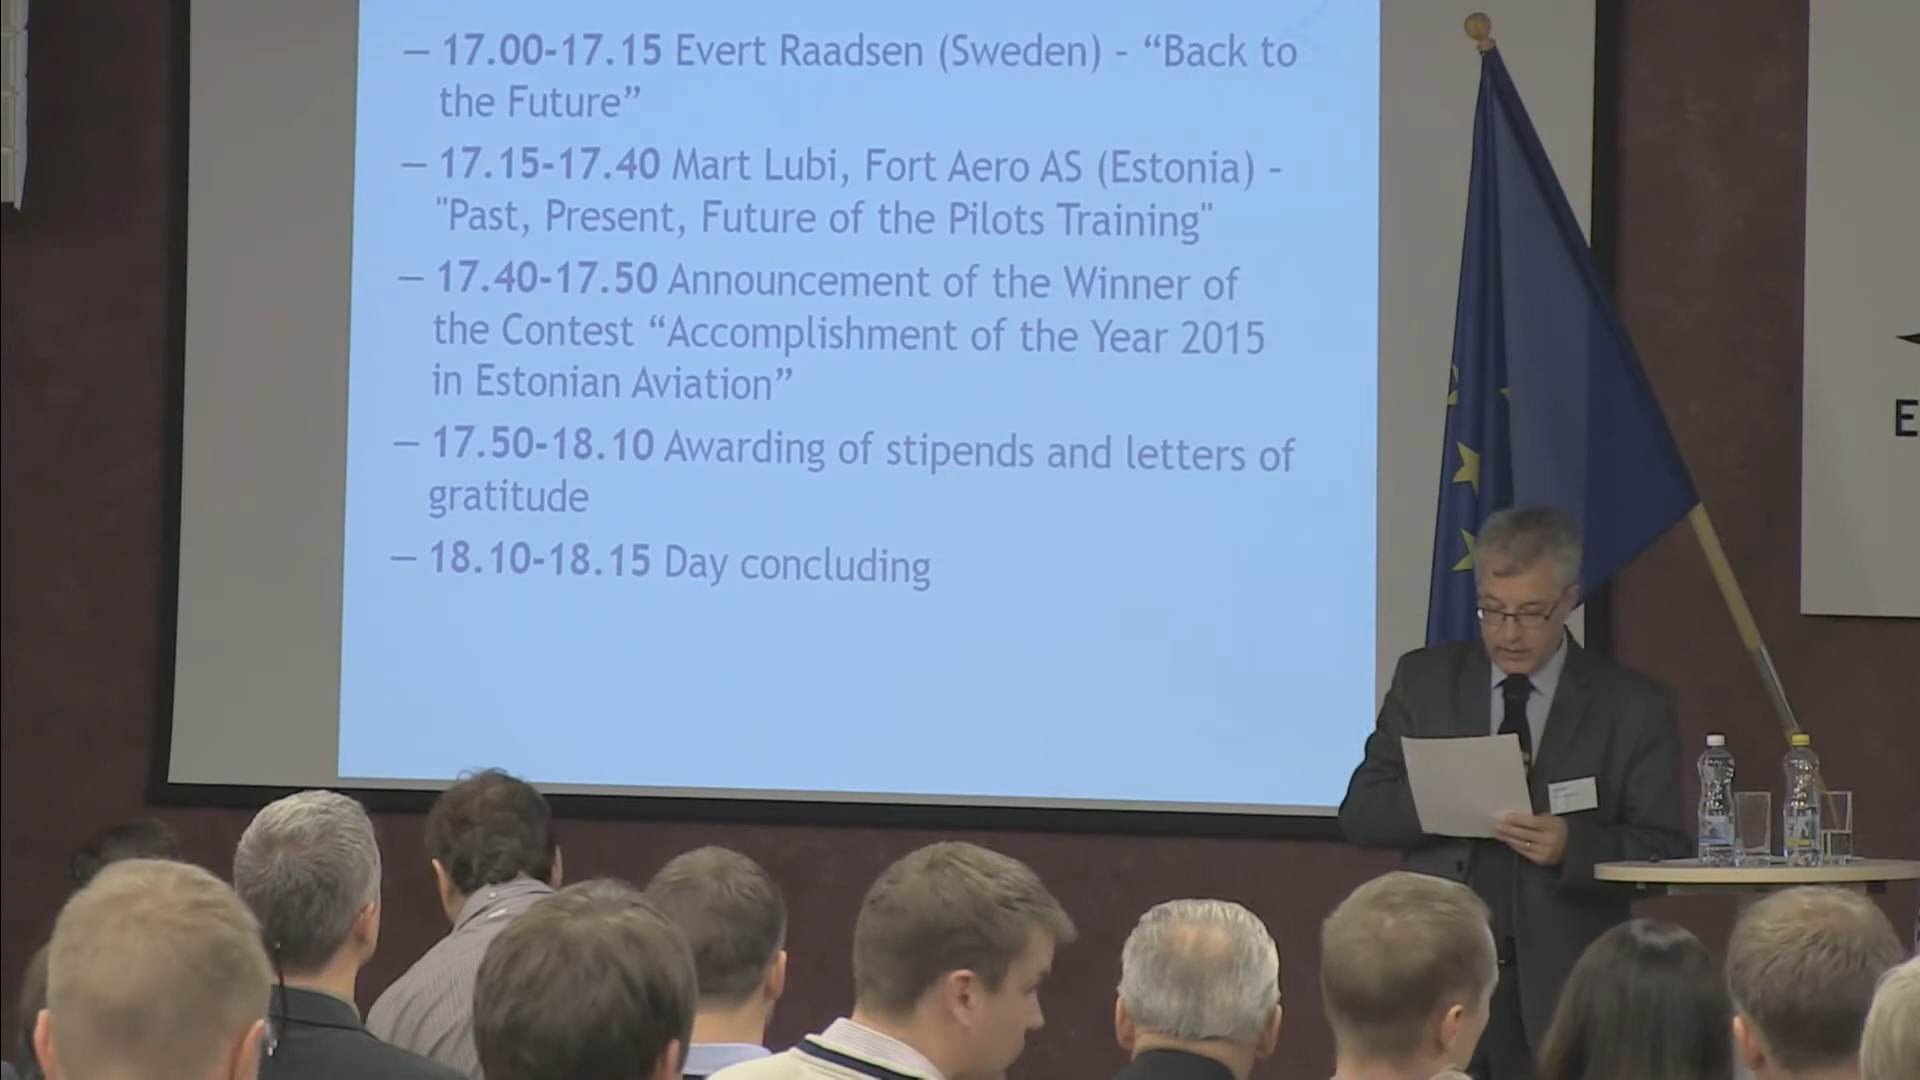 – 17.00-17.15 Evert Raadsen (Sweden) - “Back to
the Future”
– 17.15-17.40 Mart Lubi, Fort Aero AS (Estonia) -
"Past, Present, Future of the Pilots Training"
– 17.40-17.50 Announcement of the Winner of
the Contest “Accomplishment of the Year 2015
in Estonian Aviation”
– 17.50-18.10 Awarding of stipends and letters of
gratitude
– 18.10-18.15 Day concluding
E